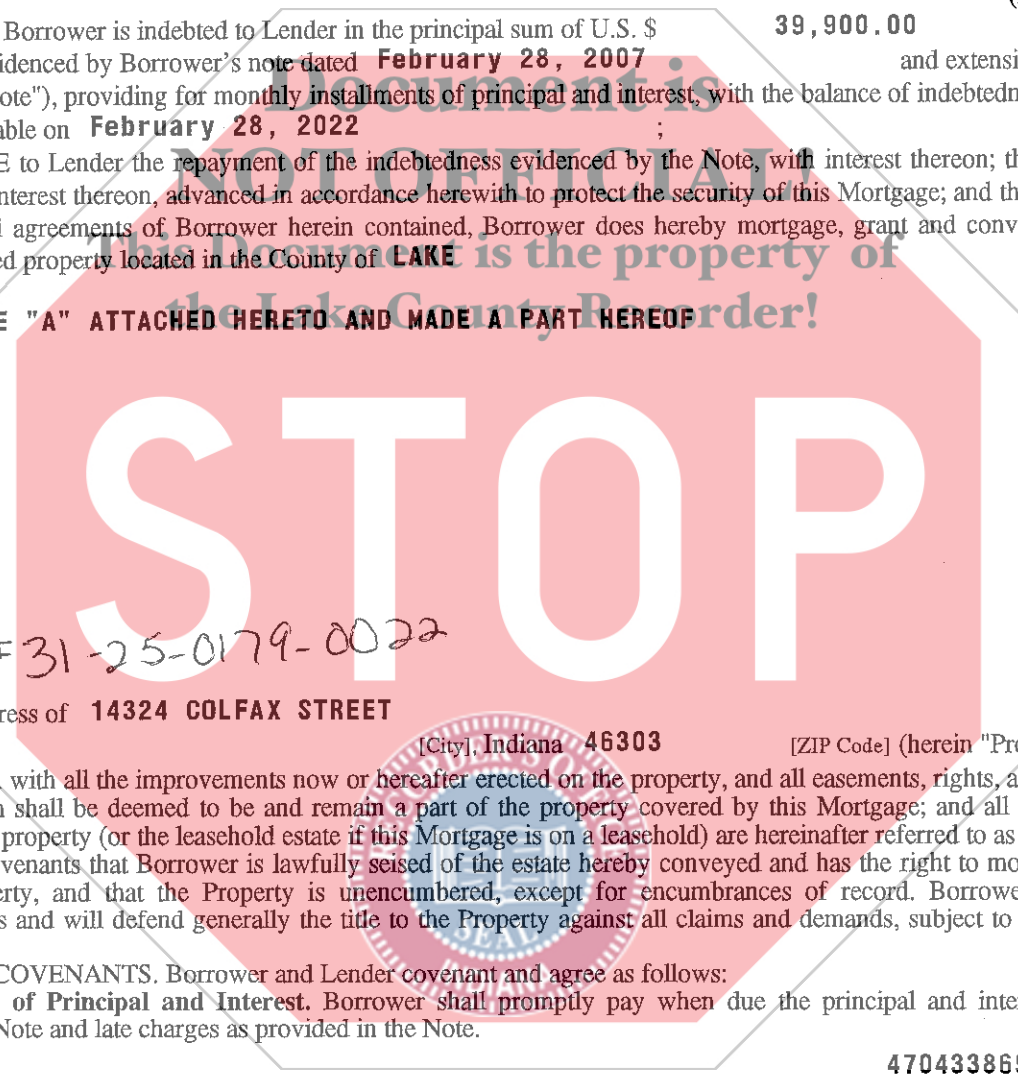 Borrower is indebted to Lender in the principal sum of U.S. $ 39,900.00
idenced by Borrower's note dated February 28, 2007 and extensi
ote"), providing for monthly installments of principal and interest, with the balance of indebtedn
able on February 28, 2022 ;
E to Lender the repayment of the indebtedness evidenced by the Note, with interest thereon; th
nterest thereon, advanced in accordance herewith to protect the security of this Mortgage; and th
l agreements of Borrower herein contained, Borrower does hereby mortgage, grant and conv
ed property located in the County of LAKE
E "A" ATTACHED HERETO AND MADE A PART HEREOF
Document is
NOT OFFICIAL!
This Document is the property of
the Lake County Recorder!
STOP
31-25-0179-0022
ress of 14324 COLFAX STREET
[City], Indiana 46303 [ZIP Code] (herein "Pro
with all the improvements now or hereafter erected on the property, and all easements, rights, a
n shall be deemed to be and remain a part of the property covered by this Mortgage; and all
property (or the leasehold estate if this Mortgage is on a leasehold) are hereinafter referred to as
venants that Borrower is lawfully seised of the estate hereby conveyed and has the right to mo
erty, and that the Property is unencumbered, except for encumbrances of record. Borrowe
s and will defend generally the title to the Property against all claims and demands, subject to
COVENANTS. Borrower and Lender covenant and agree as follows:
of Principal and Interest. Borrower shall promptly pay when due the principal and inter
Note and late charges as provided in the Note.
SEAL
INDIANA
470433865